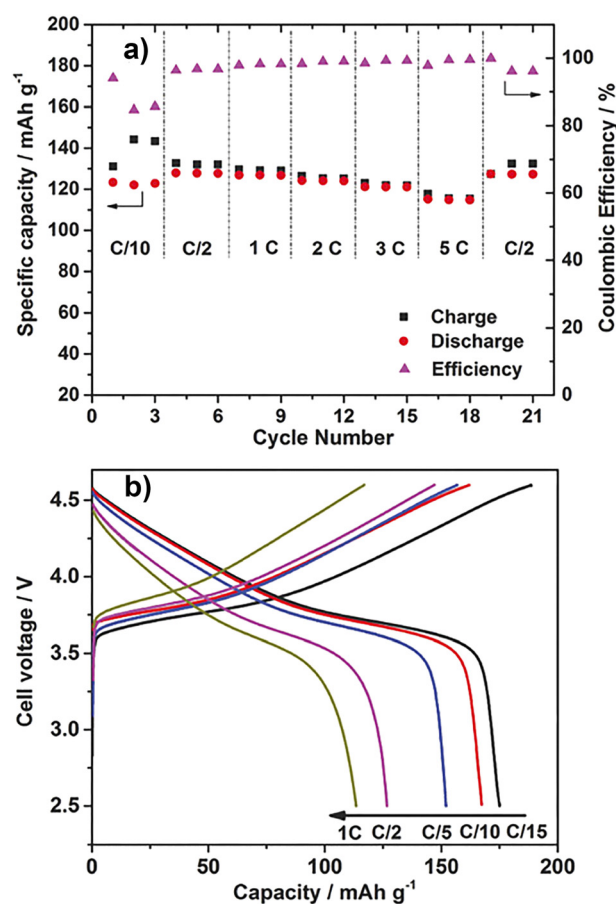 a)
200
180
160
140
120
100
80
60
40
20
Specific capacity / mAh g⁻¹
C/10 C/2 1 C 2 C 3 C 5 C C/2
Charge
Discharge
Efficiency
100
80
60
40
20
0
Coulombic Efficiency / %
0 3 6 9 12 15 18 21
Cycle Number
b)
4.5
4.0
3.5
3.0
2.5
Cell voltage / V
1C C/2 C/5 C/10 C/15
0 50 100 150 200
Capacity / mAh g⁻¹